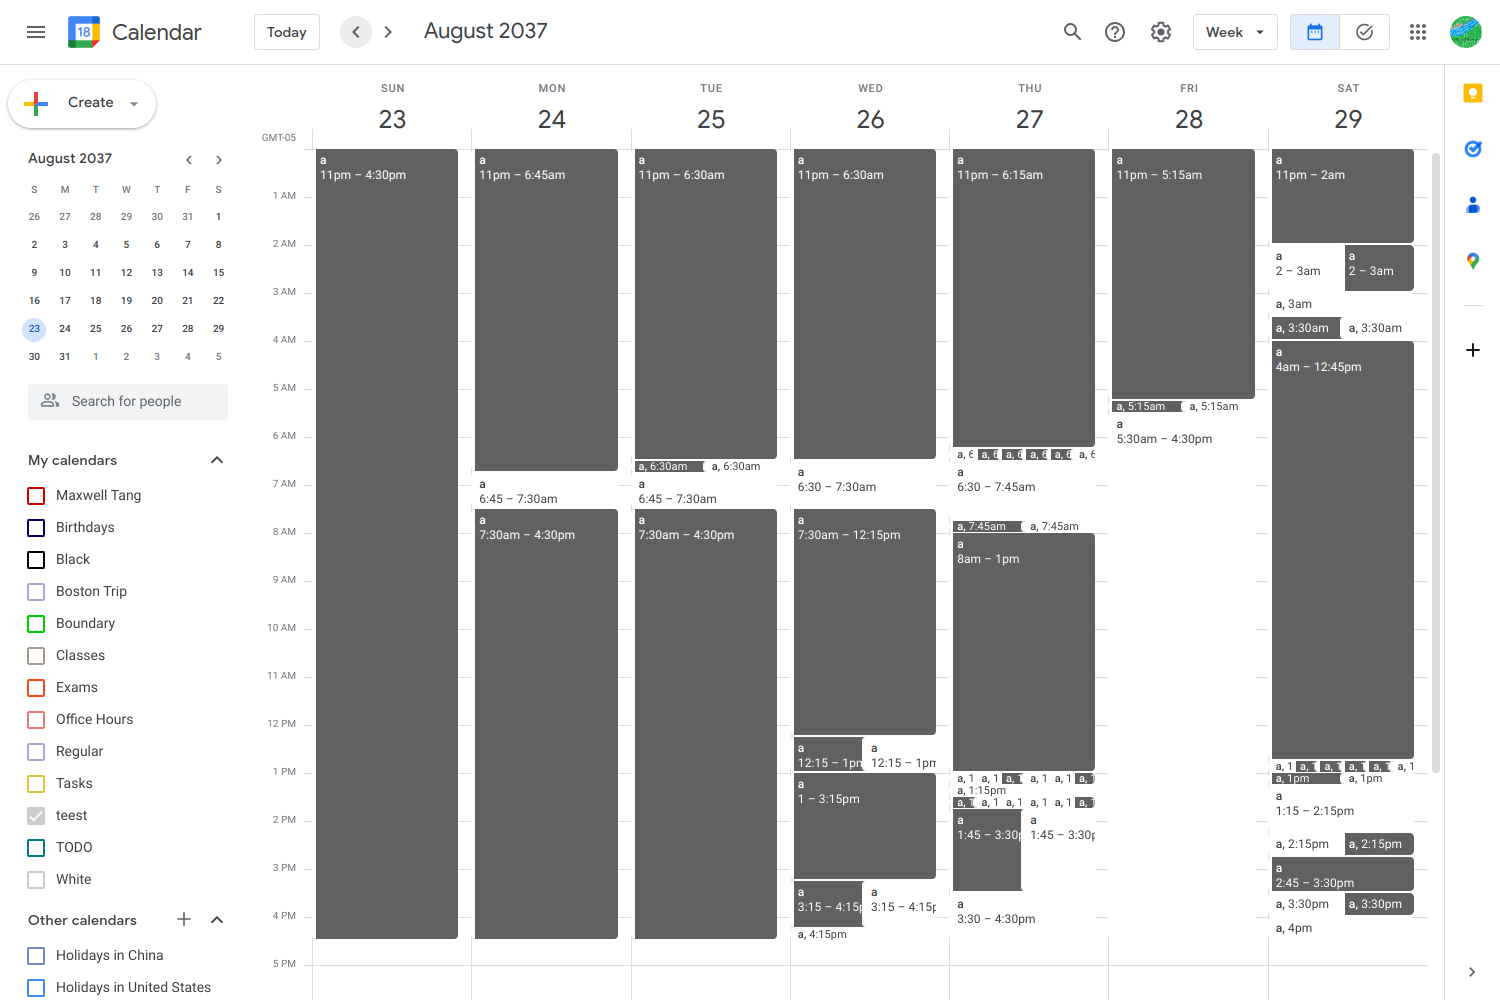 18 Calendar Today August 2037 Week
Create
August 2037
S M T W T F S
26 27 28 29 30 31 1
2 3 4 5 6 7 8
9 10 11 12 13 14 15
16 17 18 19 20 21 22
23 24 25 26 27 28 29
30 31 1 2 3 4 5
Search for people
My calendars
Maxwell Tang
Birthdays
Black
Boston Trip
Boundary
Classes
Exams
Office Hours
Regular
Tasks
teest
TODO
White
Other calendars
Holidays in China
Holidays in United States
GMT-05
1 AM
2 AM
3 AM
4 AM
5 AM
6 AM
7 AM
8 AM
9 AM
10 AM
11 AM
12 PM
1 PM
2 PM
3 PM
4 PM
5 PM
SUN
23
a
11pm – 4:30pm
MON
24
a
11pm – 6:45am
a
6:45 – 7:30am
a
7:30am – 4:30pm
TUE
25
a
11pm – 6:30am
a, 6:30am a, 6:30am
a
6:45 – 7:30am
a
7:30am – 4:30pm
WED
26
a
11pm – 6:30am
a
6:30 – 7:30am
a
7:30am – 12:15pm
a a
12:15 – 1pm 12:15 – 1pm
a
1 – 3:15pm
a a
3:15 – 4:15p 3:15 – 4:15p
a, 4:15pm
THU
27
a
11pm – 6:15am
a, 6 a, 6 a, 6 a, 6 a, 6 a, 6
a
6:30 – 7:45am
a, 7:45am a, 7:45am
a
8am – 1pm
a, 1 a, 1 a, 1 a, 1 a, 1 a, 1
a, 1:15pm
a, 1 a, 1 a, 1 a, 1 a, 1 a, 1
a a
1:45 – 3:30p 1:45 – 3:30p
a
3:30 – 4:30pm
FRI
28
a
11pm – 5:15am
a, 5:15am a, 5:15am
a
5:30am – 4:30pm
SAT
29
a
11pm – 2am
a a
2 – 3am 2 – 3am
a, 3am
a, 3:30am a, 3:30am
a
4am – 12:45pm
a, 1 a, 1 a, 1 a, 1 a, 1 a, 1
a, 1pm a, 1pm
a
1:15 – 2:15pm
a, 2:15pm a, 2:15pm
a
2:45 – 3:30pm
a, 3:30pm a, 3:30pm
a, 4pm